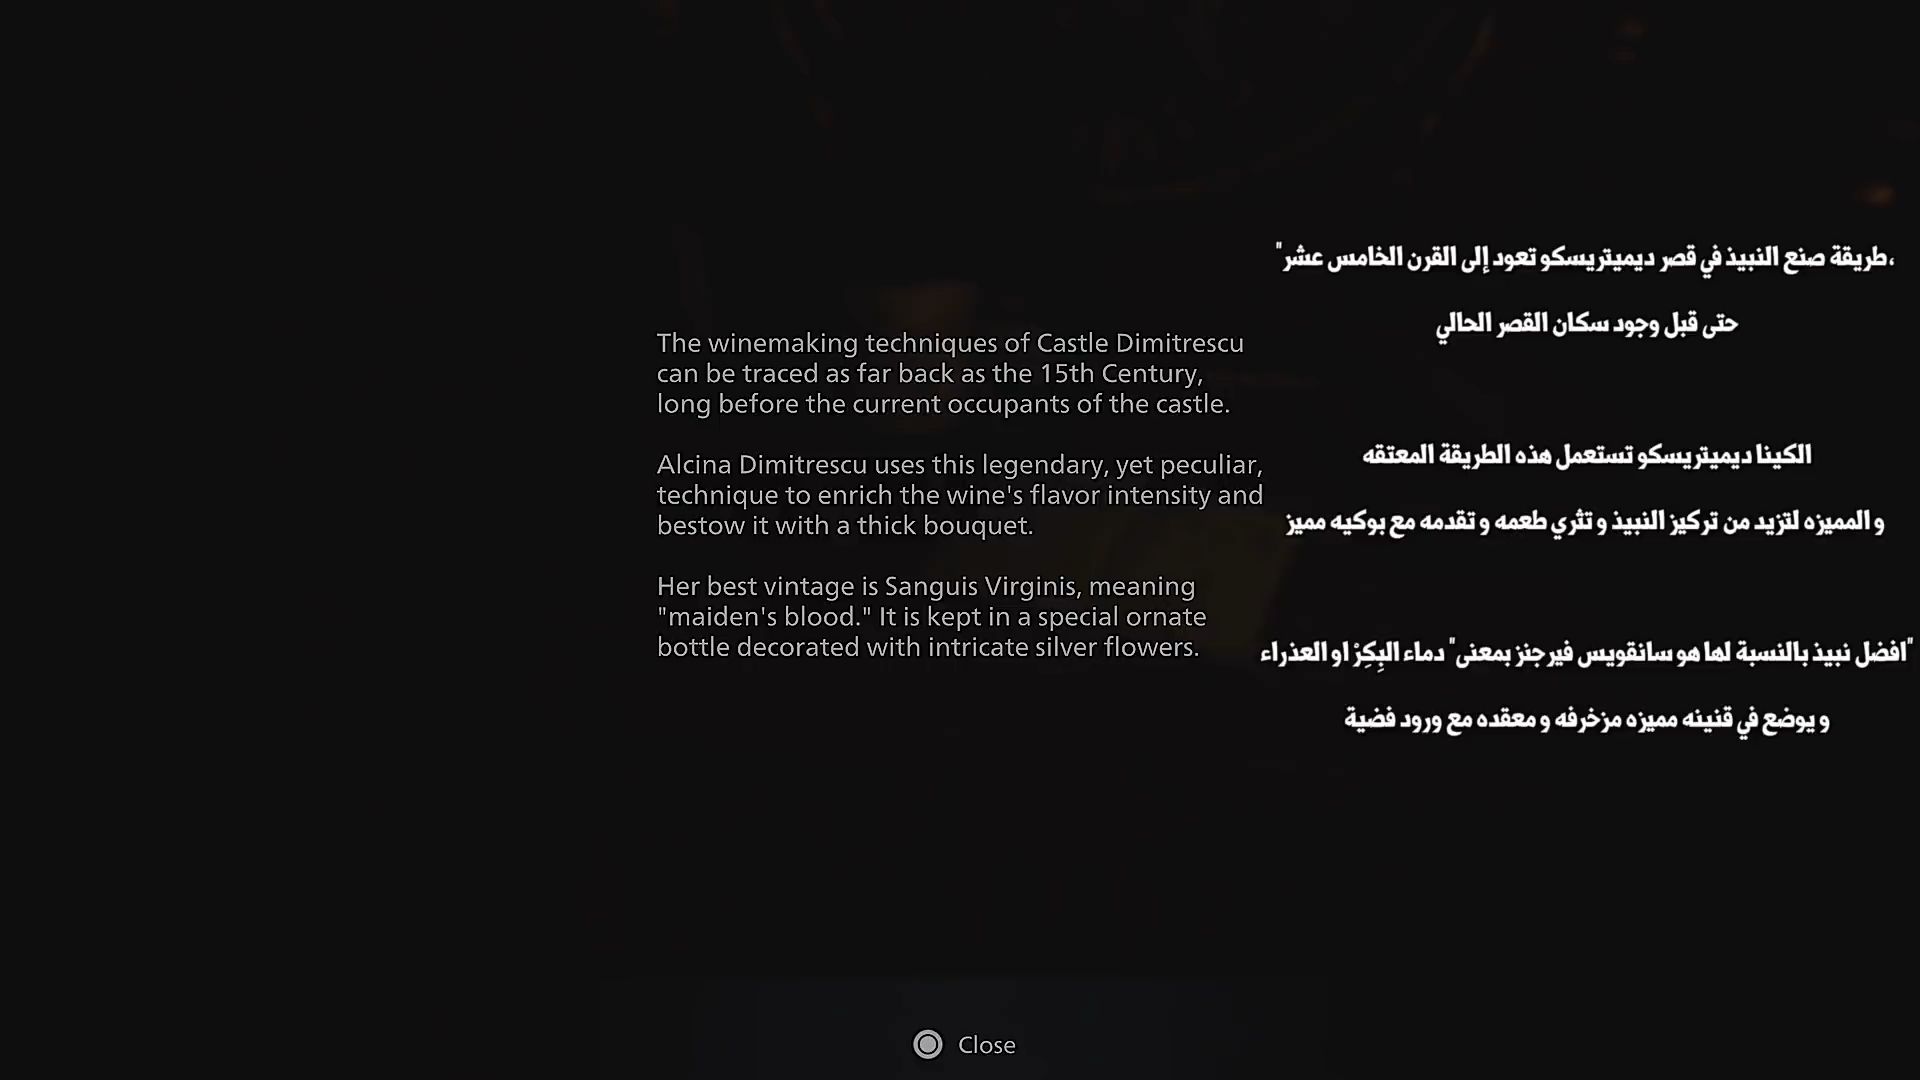 The winemaking techniques of Castle Dimitrescu
can be traced as far back as the 15th Century,
long before the current occupants of the castle.
Alcina Dimitrescu uses this legendary, yet peculiar,
technique to enrich the wine's flavor intensity and
bestow it with a thick bouquet.
Her best vintage is Sanguis Virginis, meaning
"maiden's blood." It is kept in a special ornate
bottle decorated with intricate silver flowers.
،طريقة صنع النبيذ في قصر ديميتريسكو تعود إلى القرن الخامس عشر"
حتى قبل وجود سكان القصر الحالي
الكينا ديميتريسكو تستعمل هذه الطريقة المعتقه
و المميزه لتزيد من تركيز النبيذ و تثري طعمه و تقدمه مع بوكيه مميز
"افضل نبيذ بالنسبة لها هو سانقويس فيرجنز بمعنى" دماء البِكِرْ او العذراء
و يوضع في قنينه مميزه مزخرفه و معقده مع ورود فضية
Close